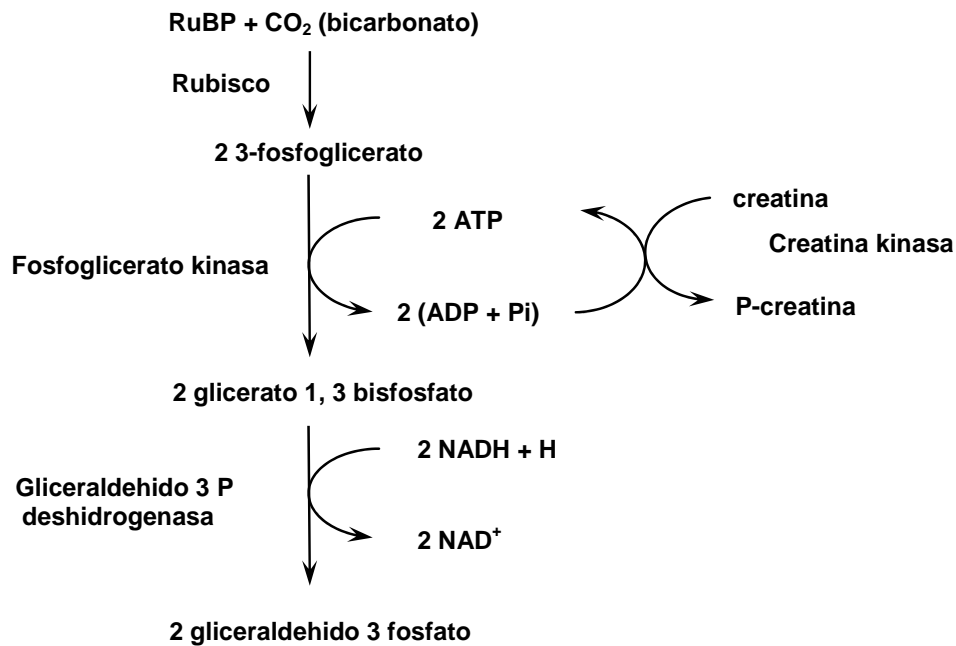 RuBP + CO₂ (bicarbonato)
Rubisco
2 3-fosfoglicerato
2 ATP
creatina
Creatina kinasa
Fosfoglicerato kinasa
2 (ADP + Pi)
P-creatina
2 glicerato 1, 3 bisfosfato
2 NADH + H
Gliceraldehido 3 P
deshidrogenasa
2 NAD⁺
2 gliceraldehido 3 fosfato